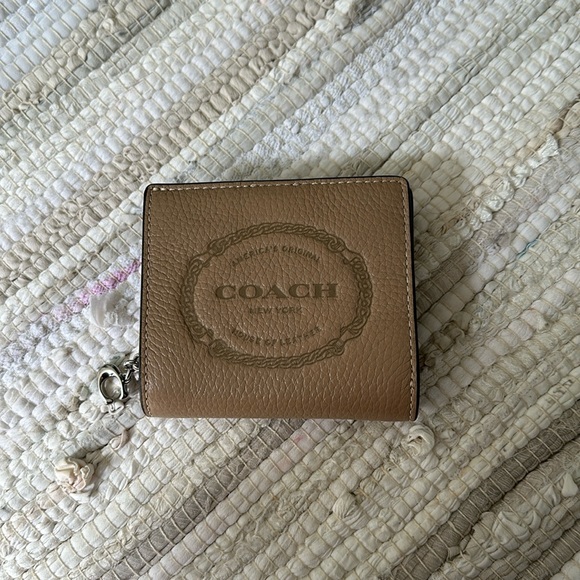 AMERICA'S ORIGINAL
COACH
NEW YORK
HOUSE OF LEATHER